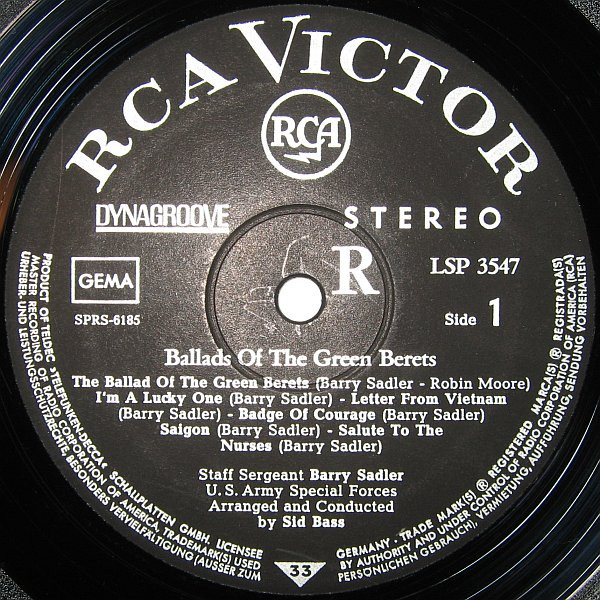 RCA VICTOR
RCA
DYNAGROOVE
STEREO
GEMA
R
LSP 3547
SPRS-6185
Side 1
Ballads Of The Green Berets
The Ballad Of The Green Berets (Barry Sadler - Robin Moore)
I'm A Lucky One (Barry Sadler) - Letter From Vietnam
(Barry Sadler) - Badge Of Courage (Barry Sadler)
Saigon (Barry Sadler) - Salute To The
Nurses (Barry Sadler)
Staff Sergeant Barry Sadler
U.S. Army Special Forces
Arranged and Conducted
by Sid Bass
PRODUCT OF TELDEC »TELEFUNKEN-DECCA« SCHALLPLATTEN GMBH. LICENSEE
MASTER RECORDING OF RADIO CORPORATION OF AMERICA, TRADEMARK(S) USED
URHEBER- UND LEISTUNGSSCHUTZRECHTE, BESONDERS VERVIELFÄLTIGUNG (AUSSER ZUM
33
GERMANY · TRADE MARK(S) ® REGISTERED MARCA(S) ® REGISTRADA(S)
BY AUTHORITY AND UNDER CONTROL OF RADIO CORPORATION OF AMERICA (RCA)
PERSÖNLICHEN GEBRAUCH), VERMIETUNG, AUFFÜHRUNG, SENDUNG VORBEHALTEN